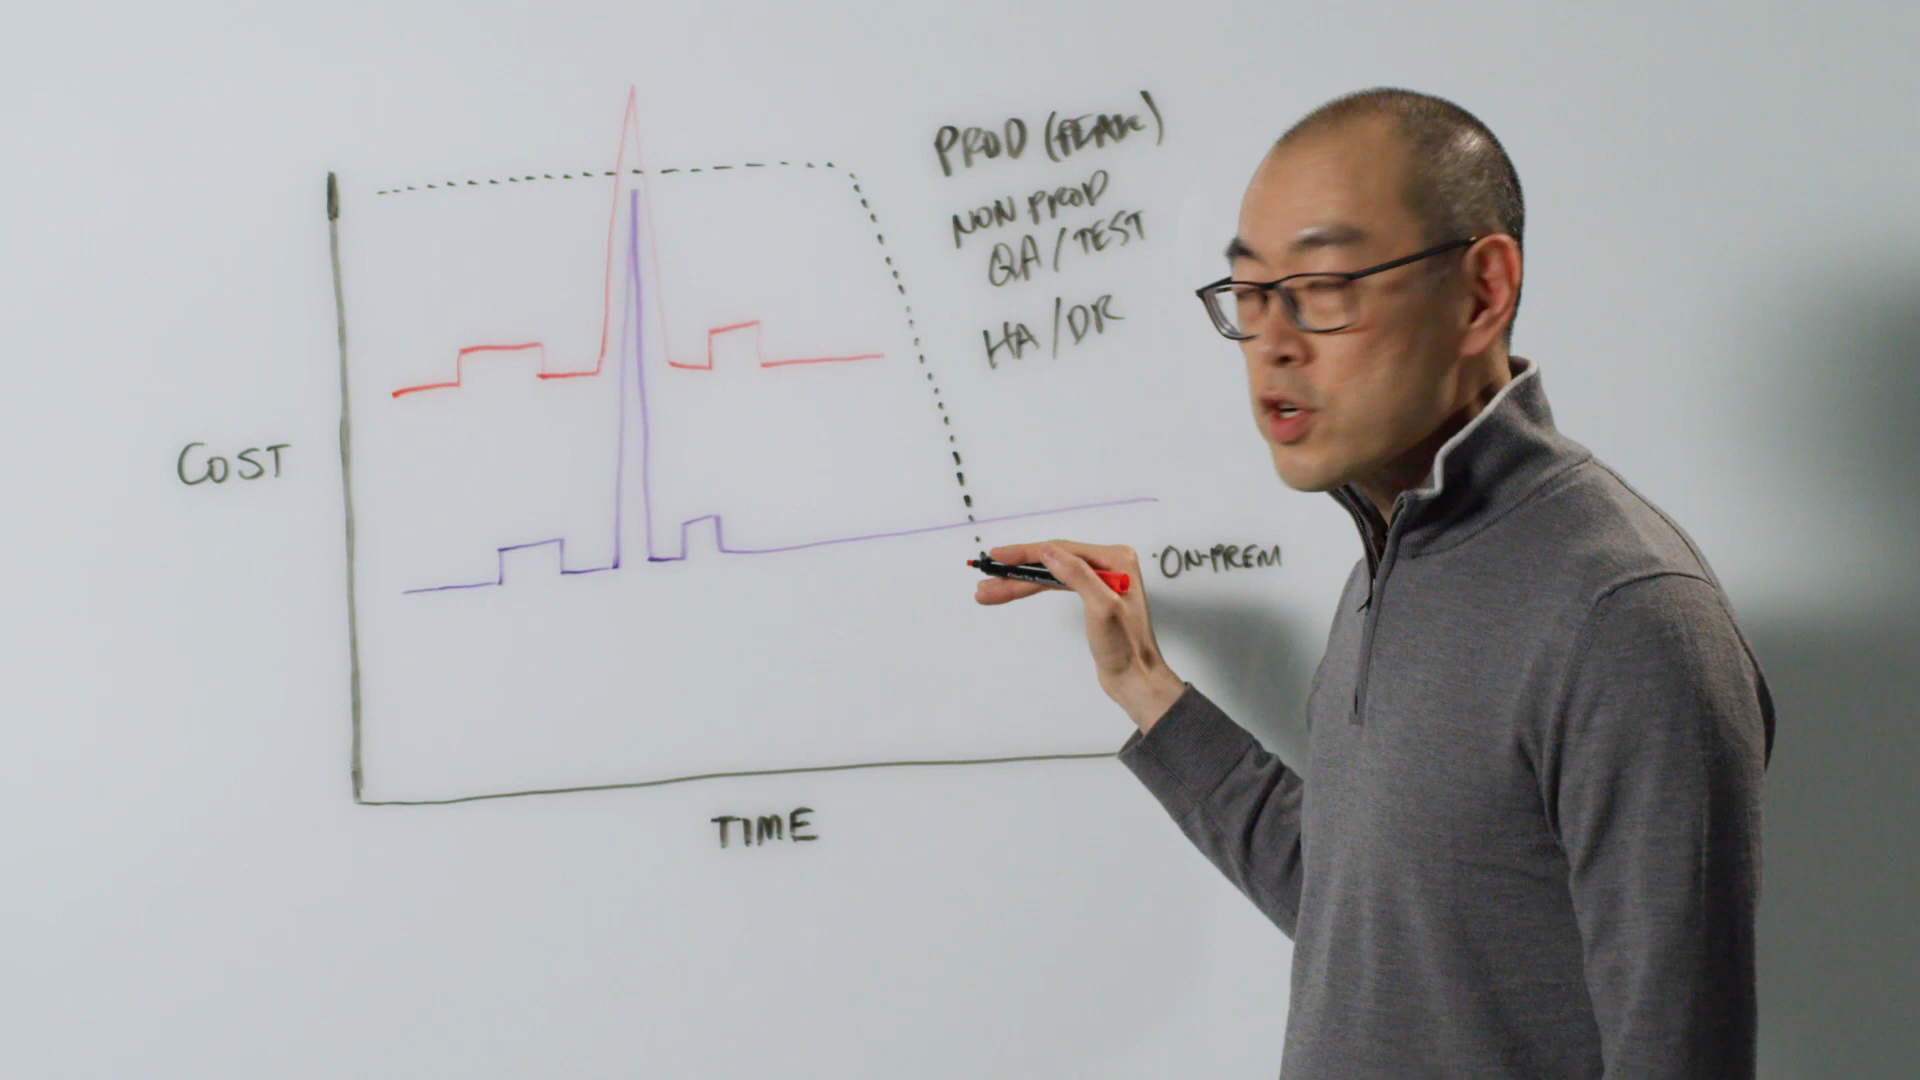 PROD (PEAK)
NON PROD
QA/TEST
HA/DR
COST
·ON-PREM
TIME